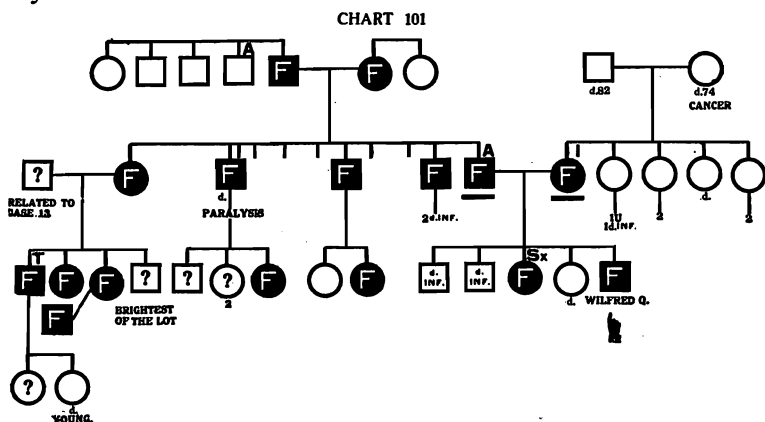 CHART 101
A
F F
d.82 d.74
CANCER
A I
? F F F F F F
RELATED TO
CASE 13
d.
PARALYSIS
2 d.INF.
1U
1d.INF.
2
d.
2
T Sx
F F F ? ? ? F F d. INF. d. INF. F F
F
BRIGHTEST
OF THE LOT
2
d.
WILFRED Q.
?
d.
YOUNG.